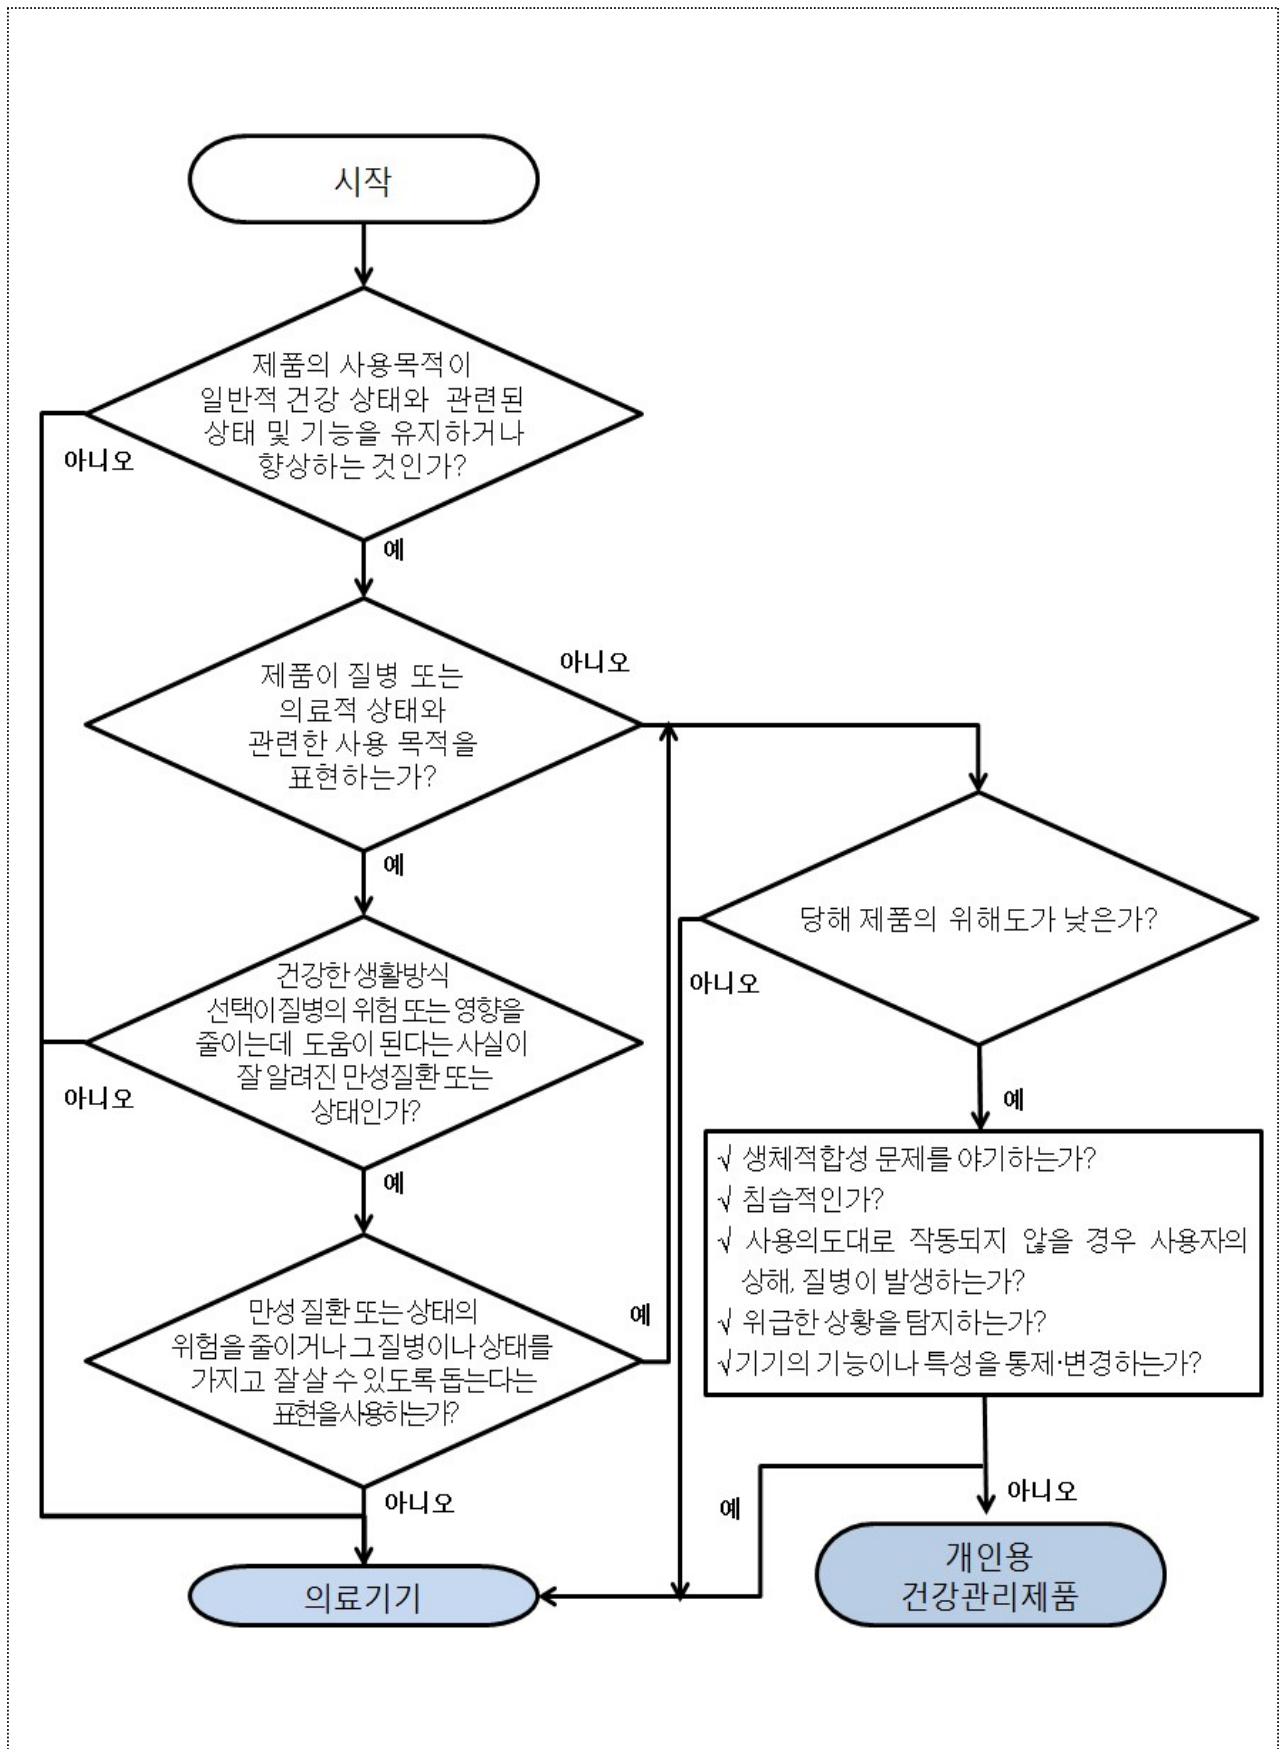 시작
제품의 사용목적이
일반적 건강 상태와 관련된
상태 및 기능을 유지하거나
향상하는 것인가?
아니오
예
제품이 질병 또는
의료적 상태와
관련한 사용 목적을
표현하는가?
아니오
예
건강한 생활방식
선택이 질병의 위험 또는 영향을
줄이는데 도움이 된다는 사실이
잘 알려진 만성질환 또는
상태인가?
아니오
예
만성 질환 또는 상태의
위험을 줄이거나 그 질병이나 상태를
가지고 잘 살 수 있도록 돕는다는
표현을 사용하는가?
예
아니오
의료기기
당해 제품의 위해도가 낮은가?
아니오
예
√ 생체적합성 문제를 야기하는가?
√ 침습적인가?
√ 사용의도대로 작동되지 않을 경우 사용자의
상해, 질병이 발생하는가?
√ 위급한 상황을 탐지하는가?
√기기의 기능이나 특성을 통제·변경하는가?
예
아니오
개인용
건강관리제품